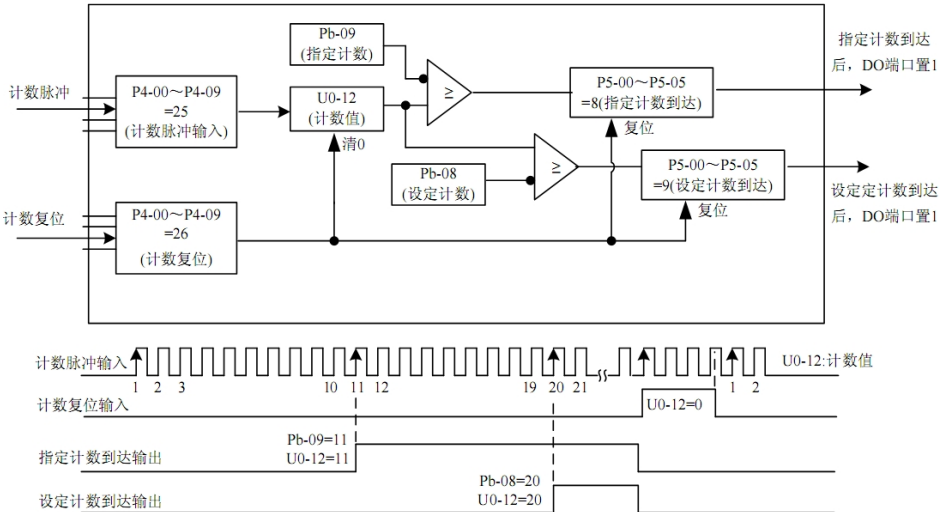 Pb-09
(指定计数)
指定计数到达
后，DO端口置1
计数脉冲
P4-00～P4-09
=25
(计数脉冲输入)
U0-12
(计数值)
≥
P5-00～P5-05
=8(指定计数到达)
复位
清0
Pb-08
(设定计数)
≥
P5-00～P5-05
=9(设定计数到达)
复位
设定定计数到达
后，DO端口置1
计数复位
P4-00～P4-09
=26
(计数复位)
计数脉冲输入
U0-12:计数值
1 2 3 10 11 12 19 20 21 1 2
计数复位输入
U0-12=0
Pb-09=11
指定计数到达输出
U0-12=11
Pb-08=20
设定计数到达输出
U0-12=20